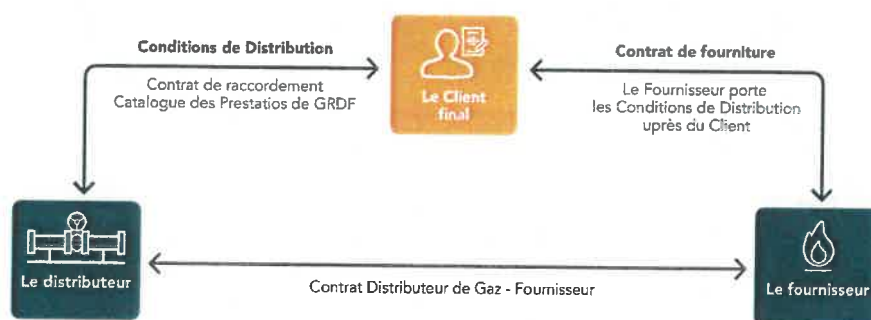 Conditions de Distribution
Contrat de raccordement
Catalogue des Prestatios de GRDF
Le Client
final
Contrat de fourniture
Le Fournisseur porte
les Conditions de Distribution
uprès du Client
Le distributeur
Contrat Distributeur de Gaz - Fournisseur
Le fournisseur